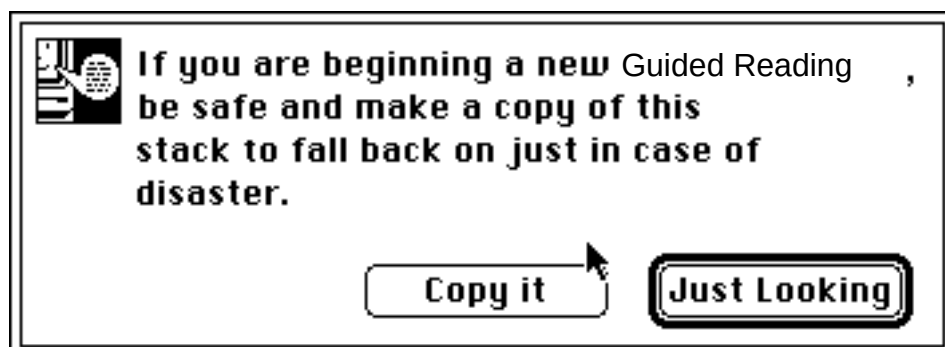 If you are beginning a new Guided Reading ,
be safe and make a copy of this
stack to fall back on just in case of
disaster.
Copy it
Just Looking